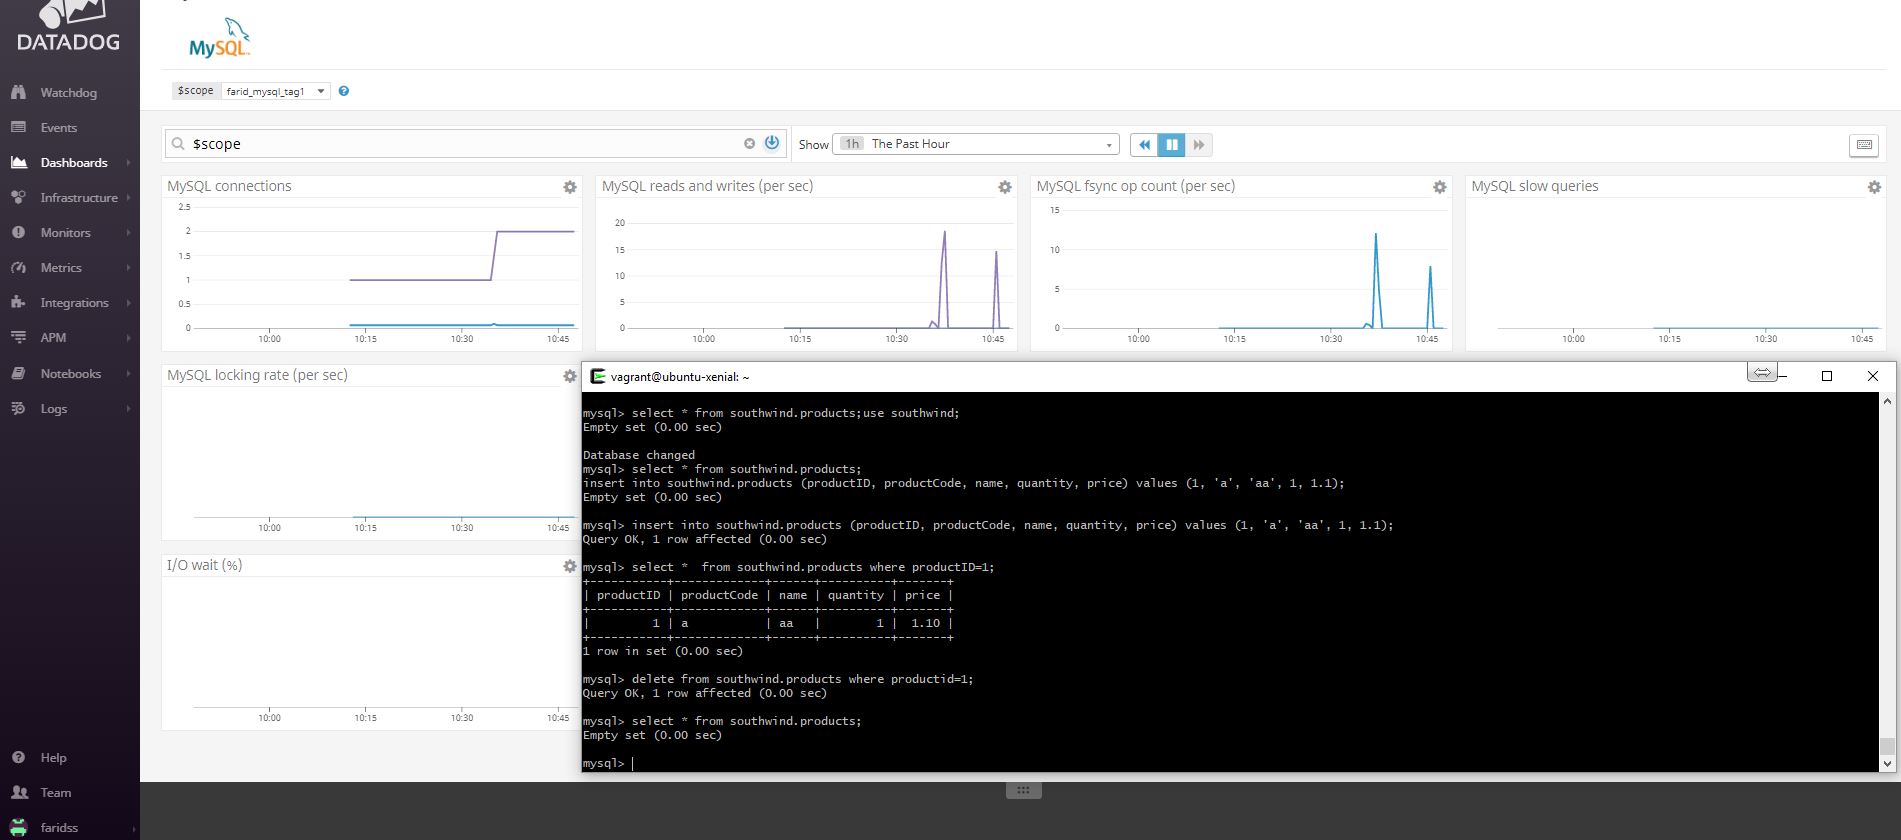 DATADOG
Watchdog
Events
Dashboards
Infrastructure
Monitors
Metrics
Integrations
APM
Notebooks
Logs
Help
Team
faridss
MySQL
$scope farid_mysql_tag1
$scope
Show 1h The Past Hour
MySQL connections
2.5
2
1.5
1
0.5
0
10:00 10:15 10:30 10:45
MySQL reads and writes (per sec)
20
15
10
5
0
10:00 10:15 10:30 10:45
MySQL fsync op count (per sec)
15
10
5
0
10:00 10:15 10:30 10:45
MySQL slow queries
10:00 10:15 10:30 10:45
MySQL locking rate (per sec)
10:00 10:15 10:30 10:45
I/O wait (%)
10:00 10:15 10:30 10:45
vagrant@ubuntu-xenial: ~
mysql> select * from southwind.products;use southwind;
Empty set (0.00 sec)
Database changed
mysql> select * from southwind.products;
insert into southwind.products (productID, productCode, name, quantity, price) values (1, 'a', 'aa', 1, 1.1);
Empty set (0.00 sec)
mysql> insert into southwind.products (productID, productCode, name, quantity, price) values (1, 'a', 'aa', 1, 1.1);
Query OK, 1 row affected (0.00 sec)
mysql> select *  from southwind.products where productID=1;
+-----------+-------------+------+----------+-------+
| productID | productCode | name | quantity | price |
+-----------+-------------+------+----------+-------+
|         1 | a           | aa   |        1 |  1.10 |
+-----------+-------------+------+----------+-------+
1 row in set (0.00 sec)
mysql> delete from southwind.products where productid=1;
Query OK, 1 row affected (0.00 sec)
mysql> select * from southwind.products;
Empty set (0.00 sec)
mysql>